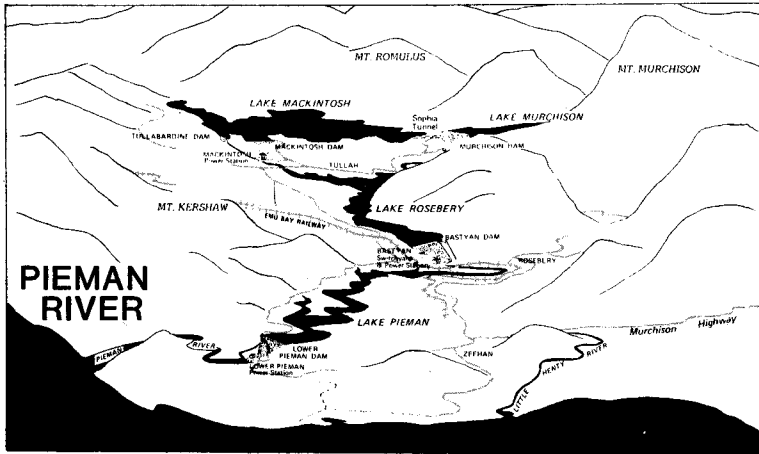 MT. ROMULUS
MT. MURCHISON
LAKE MACKINTOSH
LAKE MURCHISON
Sophia
Tunnel
TULLABARDINE DAM
MACKINTOSH DAM
MURCHISON DAM
MACKINTOSH
Power Station
TULLAH
LAKE ROSEBERY
MT. KERSHAW
EMU BAY RAILWAY
BASTYAN DAM
BASTYAN
Switchyard
& Power Station
ROSEBERY
PIEMAN
RIVER
LAKE PIEMAN
Murchison Highway
PIEMAN RIVER
LOWER
PIEMAN DAM
ZEEHAN
LOWER PIEMAN
Power Station
LITTLE HENTY RIVER